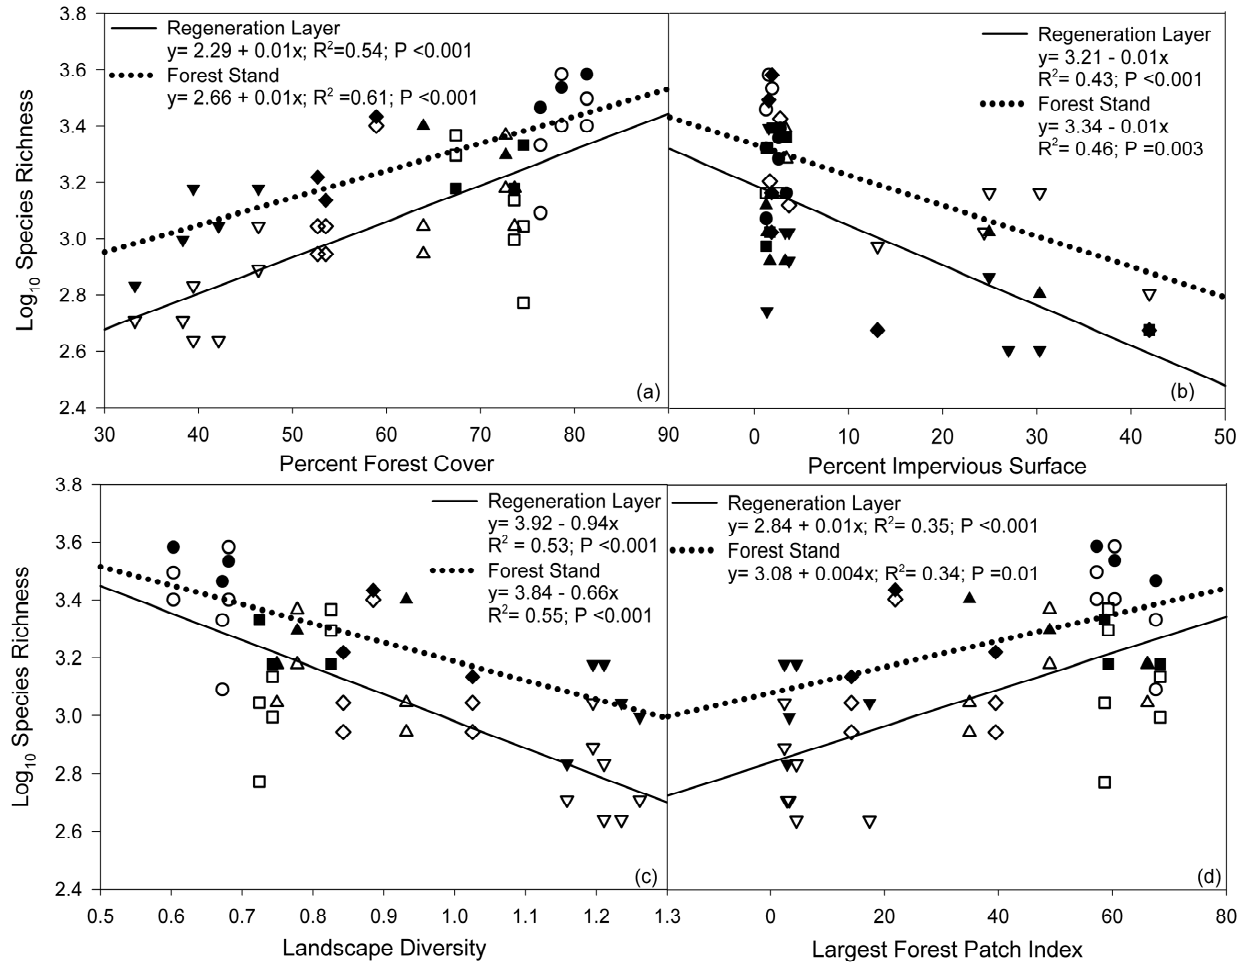 3.8
3.6
3.4
3.2
3.0
2.8
2.6
2.4
Log10 Species Richness
Regeneration Layer
y= 2.29 + 0.01x; R2=0.54; P <0.001
Forest Stand
y= 2.66 + 0.01x; R2 =0.61; P <0.001
(a)
30 40 50 60 70 80 90
Percent Forest Cover
Regeneration Layer
y= 3.21 - 0.01x
R2= 0.43; P <0.001
Forest Stand
y= 3.34 - 0.01x
R2= 0.46; P =0.003
(b)
0 10 20 30 40 50
Percent Impervious Surface
3.8
3.6
3.4
3.2
3.0
2.8
2.6
2.4
Log10 Species Richness
Regeneration Layer
y= 3.92 - 0.94x
R2 = 0.53; P <0.001
Forest Stand
y= 3.84 - 0.66x
R2= 0.55; P <0.001
(c)
0.5 0.6 0.7 0.8 0.9 1.0 1.1 1.2 1.3
Landscape Diversity
Regeneration Layer
y= 2.84 + 0.01x; R2= 0.35; P <0.001
Forest Stand
y= 3.08 + 0.004x; R2= 0.34; P =0.01
(d)
0 20 40 60 80
Largest Forest Patch Index